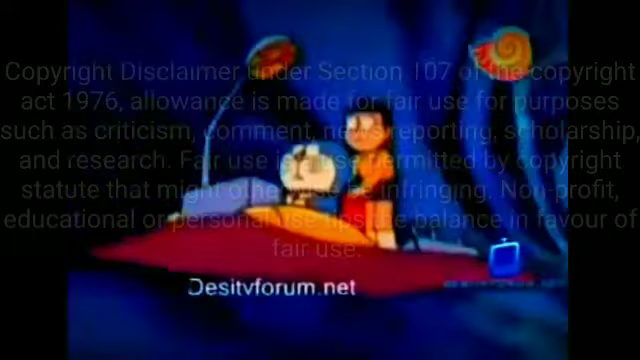 Copyright Disclaimer under Section 107 of the copyright
act 1976, allowance is made for fair use for purposes
such as criticism, comment, news reporting, scholarship,
and research. Fair use is a use permitted by copyright
statute that might otherwise be infringing. Non-profit,
educational or personal use tips the balance in favour of
fair use.
Desitvforum.net